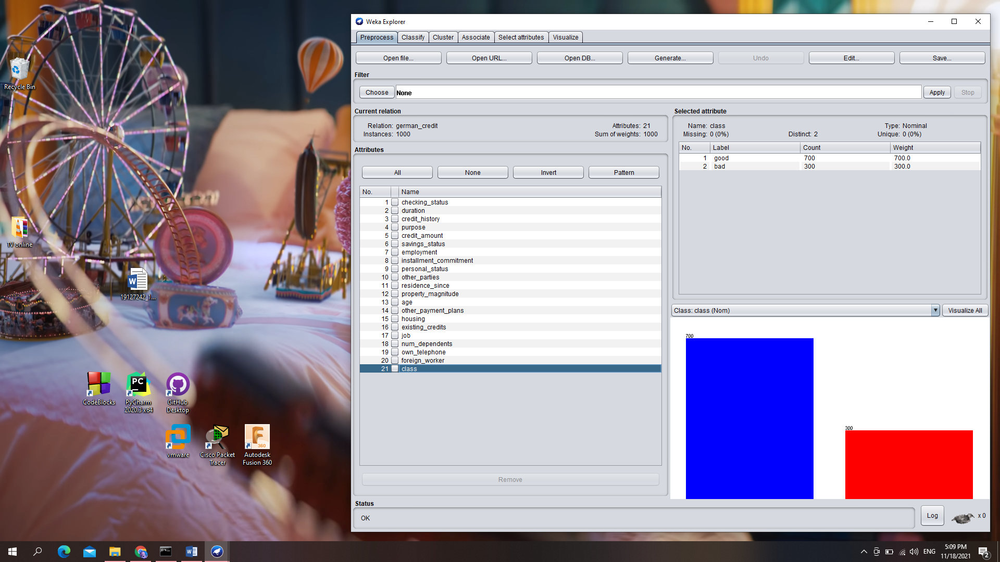 Recycle Bin
TV online
19127242_1...
CodeBlocks
PyCharm
2020.3 x64
GitHub
Desktop
vmware
Cisco Packet
Tracer
Autodesk
Fusion 360
Weka Explorer
Preprocess Classify Cluster Associate Select attributes Visualize
Open file... Open URL... Open DB... Generate... Undo Edit... Save...
Filter
Choose None Apply Stop
Current relation
Relation: german_credit Attributes: 21
Instances: 1000 Sum of weights: 1000
Attributes
All None Invert Pattern
No. Name
1 checking_status
2 duration
3 credit_history
4 purpose
5 credit_amount
6 savings_status
7 employment
8 installment_commitment
9 personal_status
10 other_parties
11 residence_since
12 property_magnitude
13 age
14 other_payment_plans
15 housing
16 existing_credits
17 job
18 num_dependents
19 own_telephone
20 foreign_worker
21 class
Remove
Selected attribute
Name: class Type: Nominal
Missing: 0 (0%) Distinct: 2 Unique: 0 (0%)
No. Label Count Weight
1 good 700 700.0
2 bad 300 300.0
Class: class (Nom) Visualize All
700
300
Status
OK
Log x 0
ENG
5:09 PM
11/18/2021
2